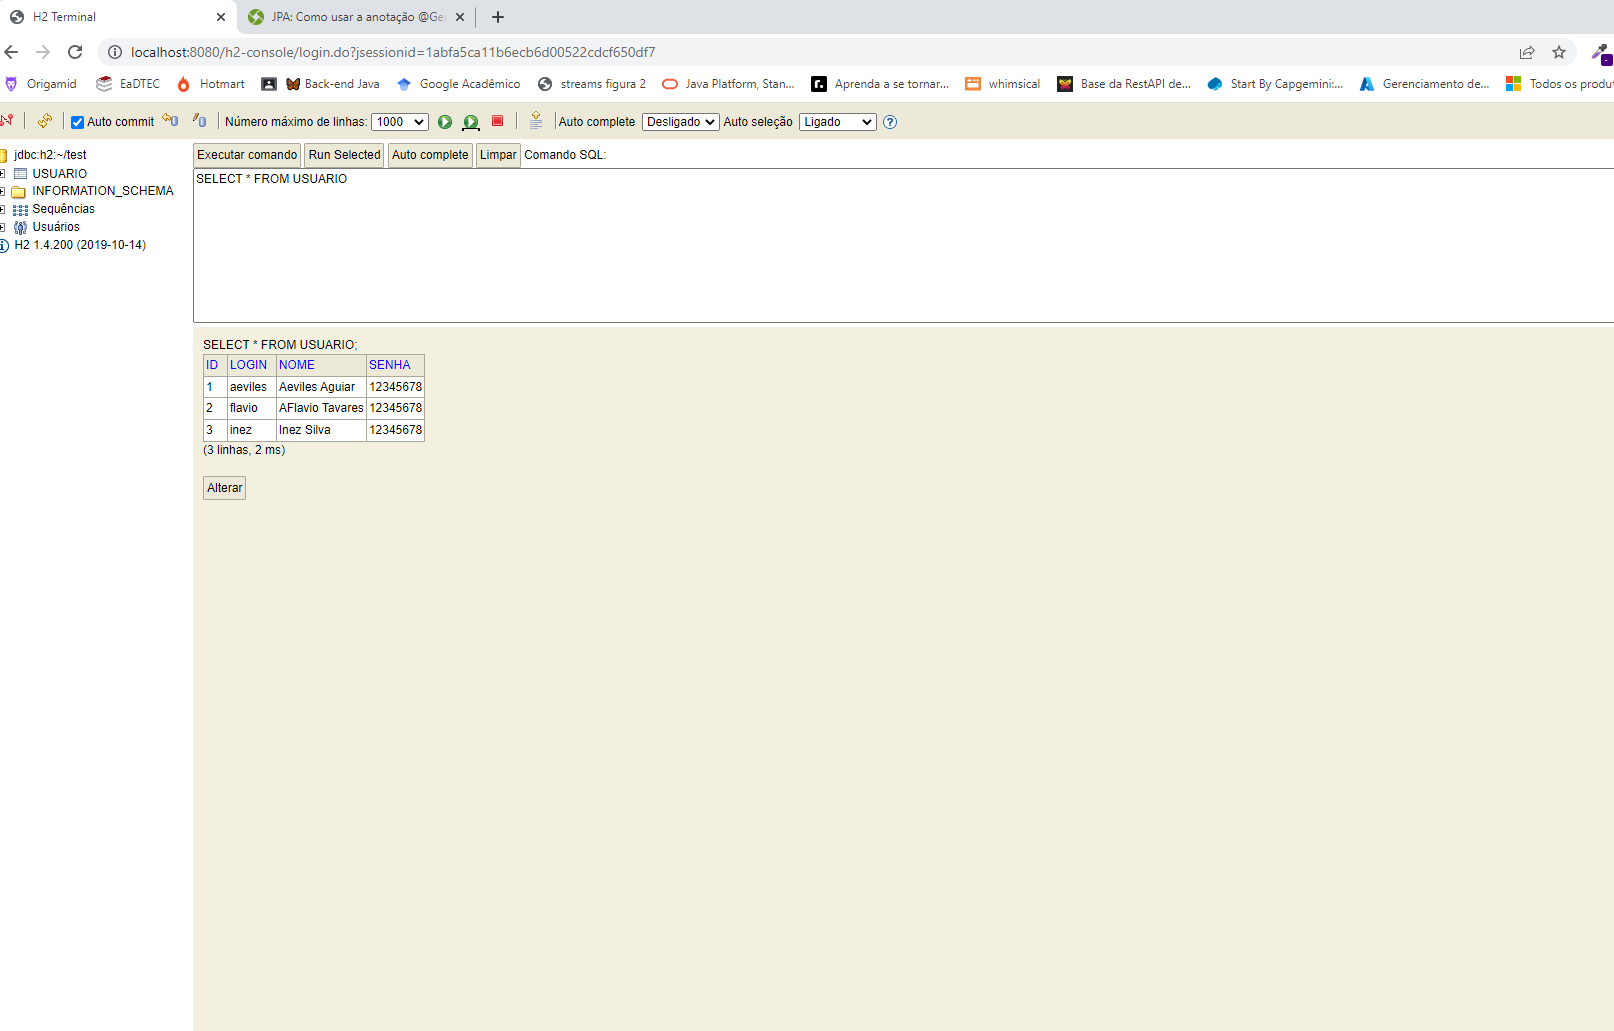 H2 Terminal
JPA: Como usar a anotação @Ge
localhost:8080/h2-console/login.do?jsessionid=1abfa5ca11b6ecb6d00522cdcf650df7
Origamid EaDTEC Hotmart Back-end Java Google Acadêmico streams figura 2 Java Platform, Stan... Aprenda a se tornar... whimsical Base da RestAPI de... Start By Capgemini:... Gerenciamento de... Todos os produt
Auto commit Número máximo de linhas: 1000 Auto complete Desligado Auto seleção Ligado
jdbc:h2:~/test
USUARIO
INFORMATION_SCHEMA
Sequências
Usuários
H2 1.4.200 (2019-10-14)
Executar comando Run Selected Auto complete Limpar Comando SQL:
SELECT * FROM USUARIO
SELECT * FROM USUARIO;
ID LOGIN NOME SENHA
1 aeviles Aeviles Aguiar 12345678
2 flavio AFlavio Tavares 12345678
3 inez Inez Silva 12345678
(3 linhas, 2 ms)
Alterar